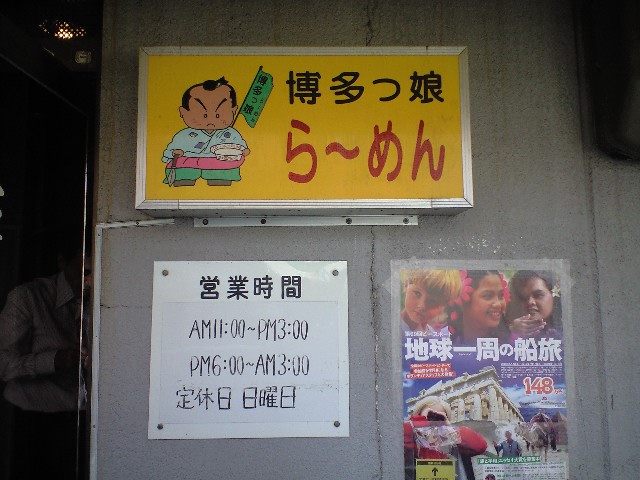 博多っ娘
ら〜めん
博多っ娘
営業時間
AM11:00~PM3:00
PM6:00~AM3:00
定休日 日曜日
地球一周の船旅
148